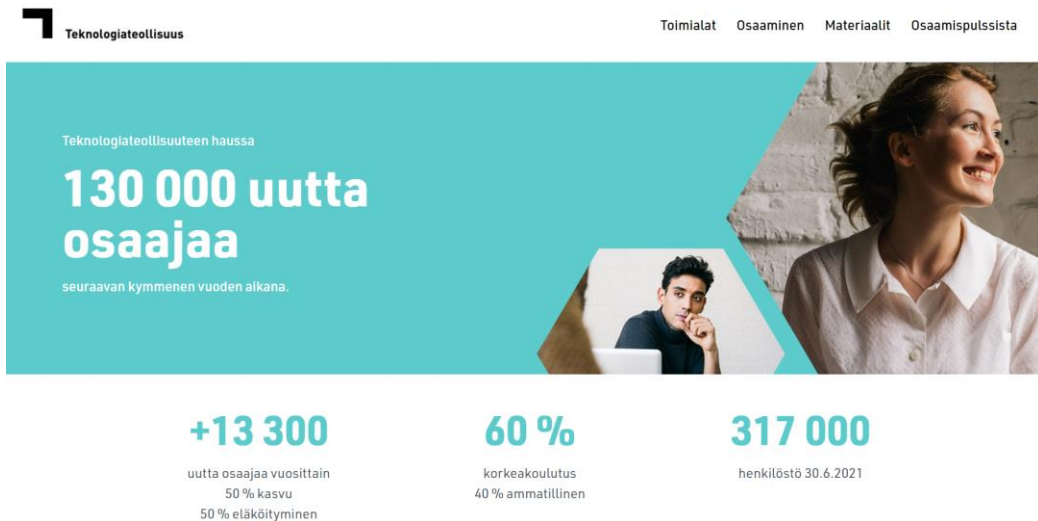 Teknologiateollisuus
Toimialat Osaaminen Materiaalit Osaamispulssista
Teknologiateollisuuteen haussa
130 000 uutta
osaajaa
seuraavan kymmenen vuoden aikana.
+13 300
uutta osaajaa vuosittain
50 % kasvu
50 % eläköityminen
60 %
korkeakoulutus
40 % ammatillinen
317 000
henkilöstö 30.6.2021